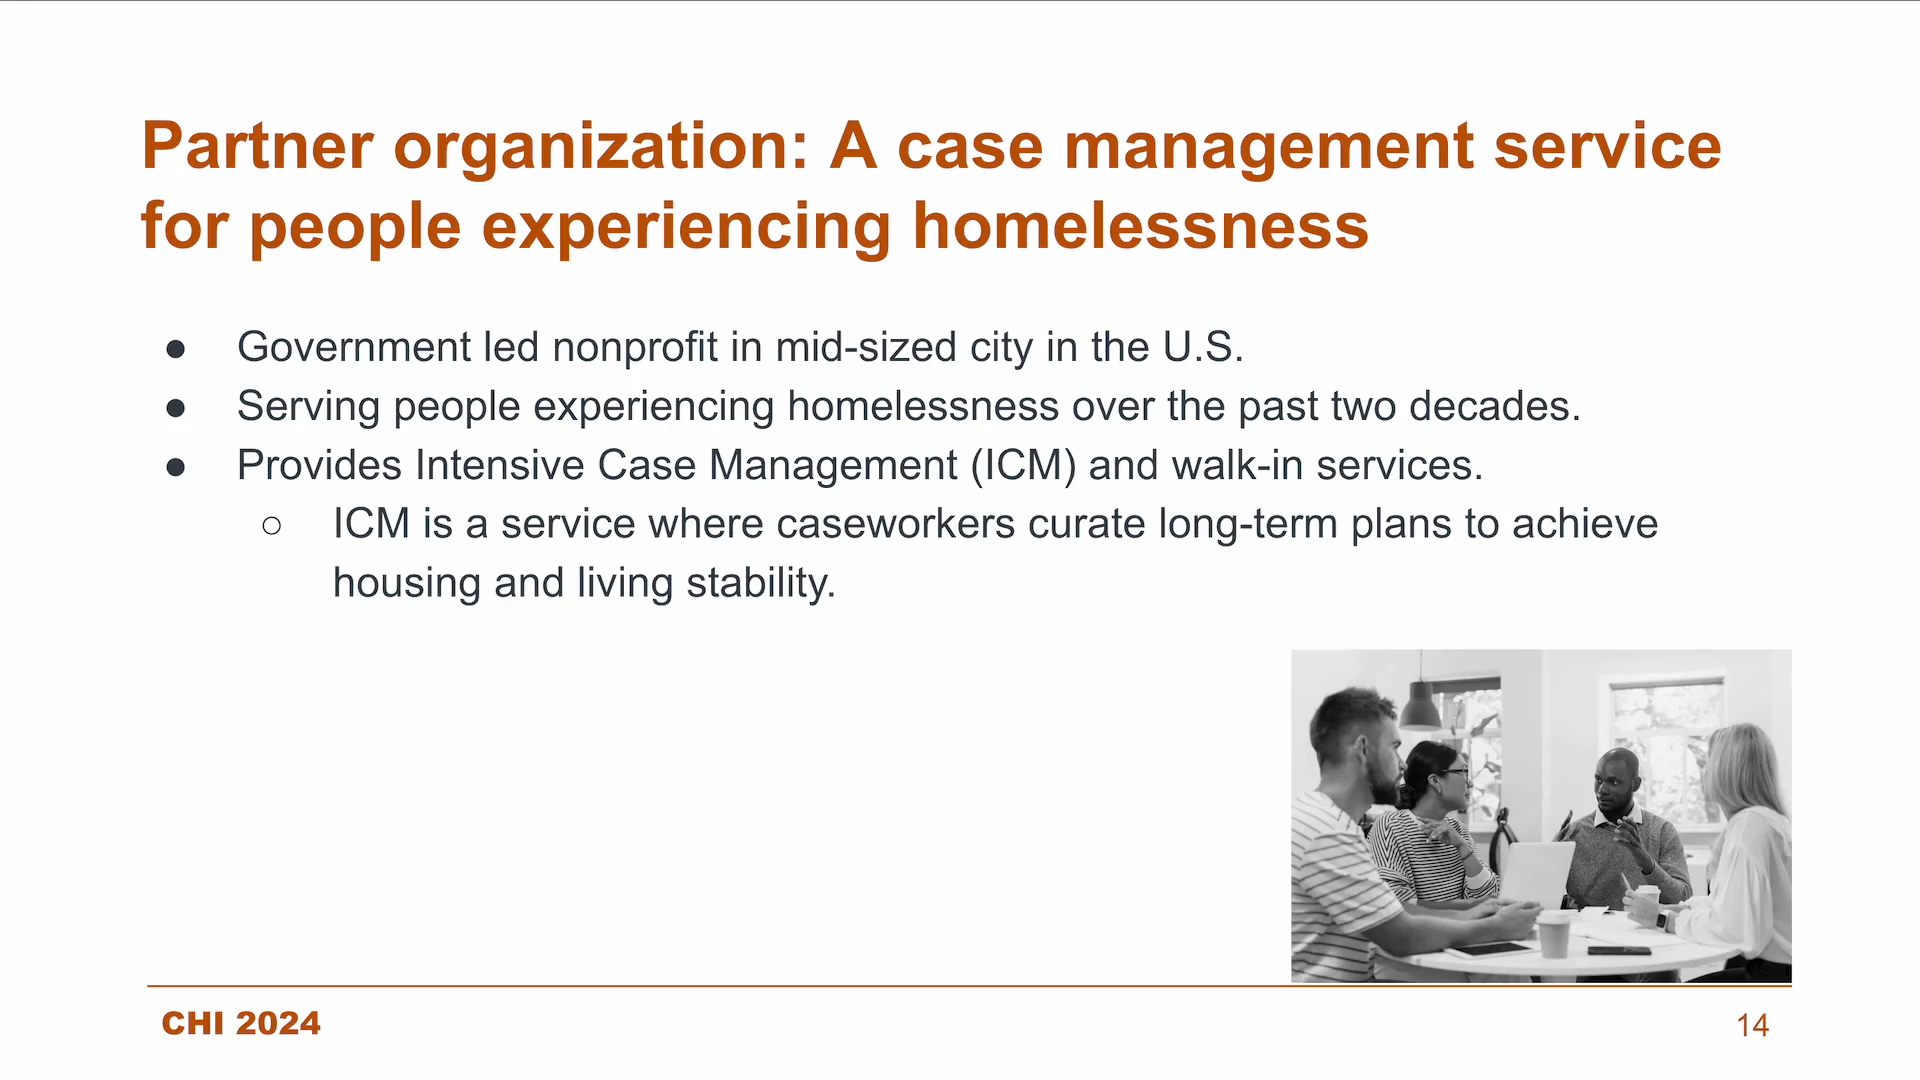 Partner organization: A case management service
for people experiencing homelessness
● Government led nonprofit in mid-sized city in the U.S.
● Serving people experiencing homelessness over the past two decades.
● Provides Intensive Case Management (ICM) and walk-in services.
○ ICM is a service where caseworkers curate long-term plans to achieve
housing and living stability.
CHI 2024
14